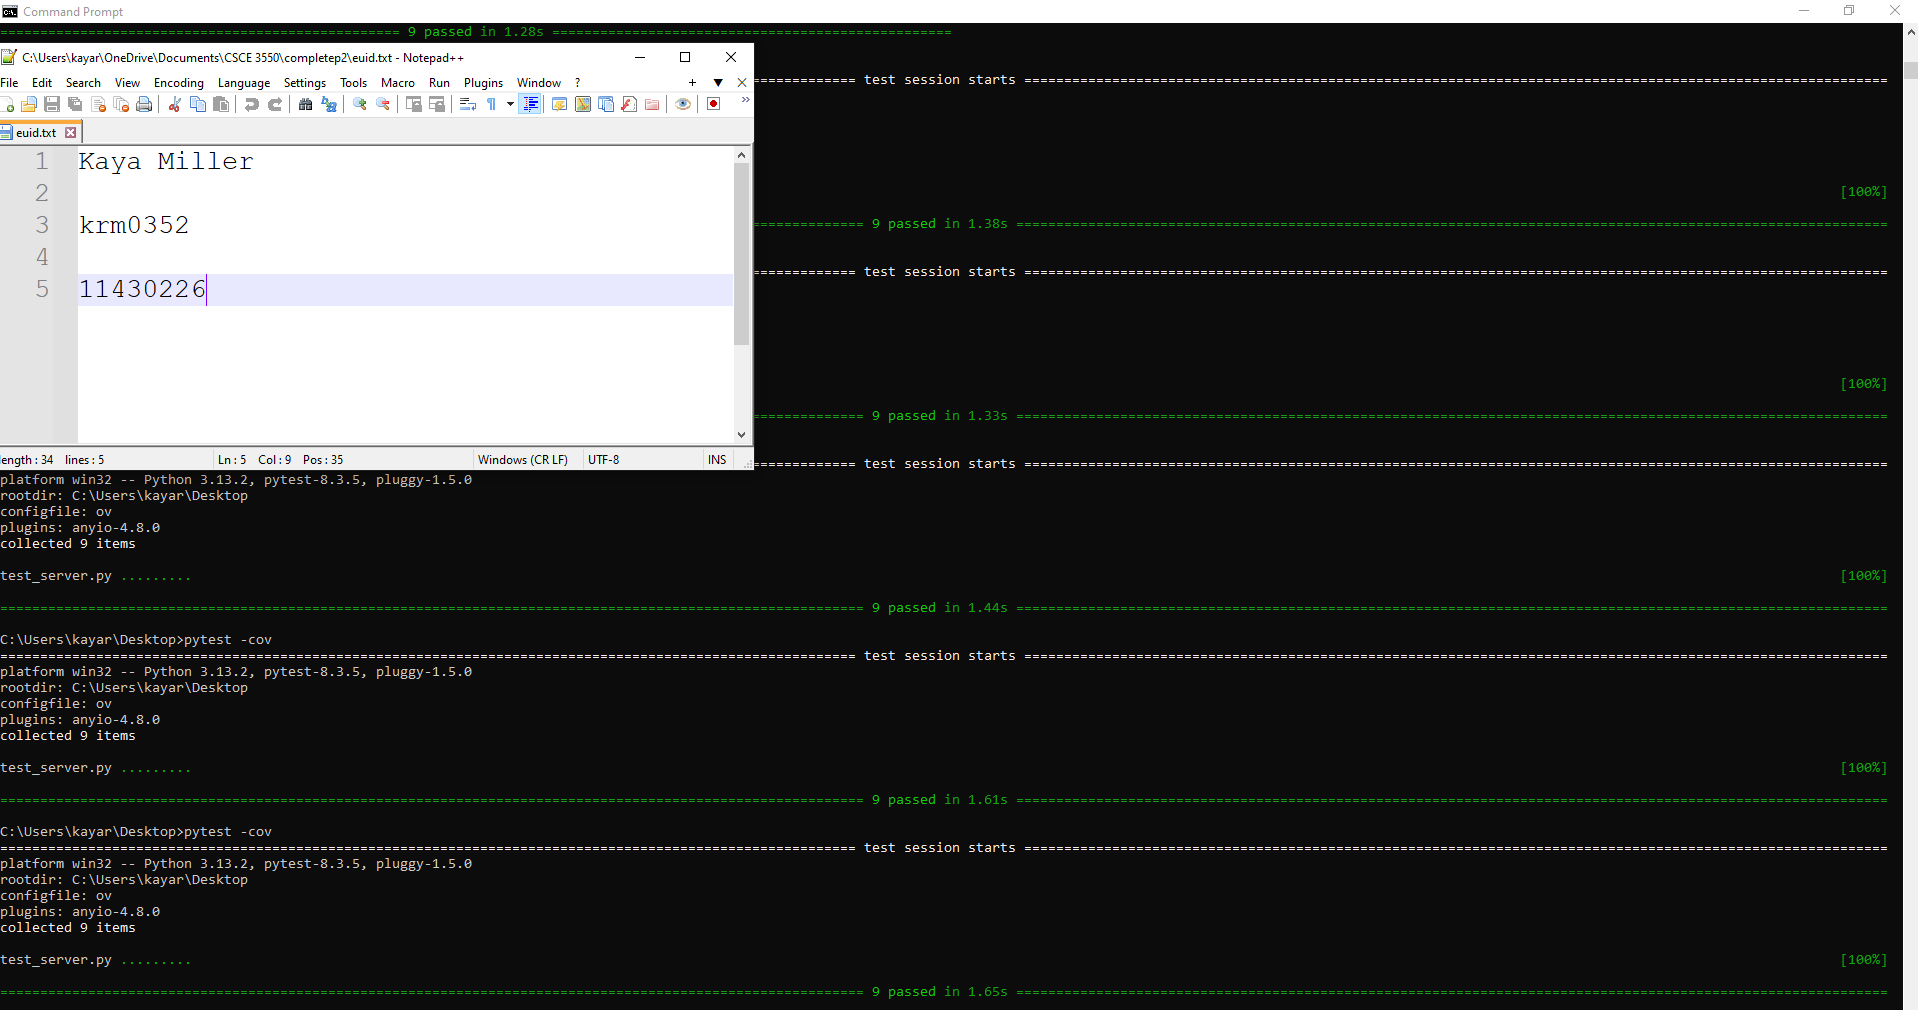 Command Prompt
================================================== 9 passed in 1.28s ==================================================
C:\Users\kayar\OneDrive\Documents\CSCE 3550\completep2\euid.txt - Notepad++
File Edit Search View Encoding Language Settings Tools Macro Run Plugins Window ?
euid.txt
1 Kaya Miller
2
3 krm0352
4
5 11430226
ength : 34 lines : 5 Ln : 5 Col : 9 Pos : 35 Windows (CR LF) UTF-8 INS
============= test session starts =============
[100%]
============== 9 passed in 1.38s ==============
============= test session starts =============
[100%]
============== 9 passed in 1.33s ==============
============= test session starts =============
platform win32 -- Python 3.13.2, pytest-8.3.5, pluggy-1.5.0
rootdir: C:\Users\kayar\Desktop
configfile: ov
plugins: anyio-4.8.0
collected 9 items
test_server.py ......... [100%]
============== 9 passed in 1.44s ==============
C:\Users\kayar\Desktop>pytest -cov
============= test session starts =============
platform win32 -- Python 3.13.2, pytest-8.3.5, pluggy-1.5.0
rootdir: C:\Users\kayar\Desktop
configfile: ov
plugins: anyio-4.8.0
collected 9 items
test_server.py ......... [100%]
============== 9 passed in 1.61s ==============
C:\Users\kayar\Desktop>pytest -cov
============= test session starts =============
platform win32 -- Python 3.13.2, pytest-8.3.5, pluggy-1.5.0
rootdir: C:\Users\kayar\Desktop
configfile: ov
plugins: anyio-4.8.0
collected 9 items
test_server.py ......... [100%]
============== 9 passed in 1.65s ==============